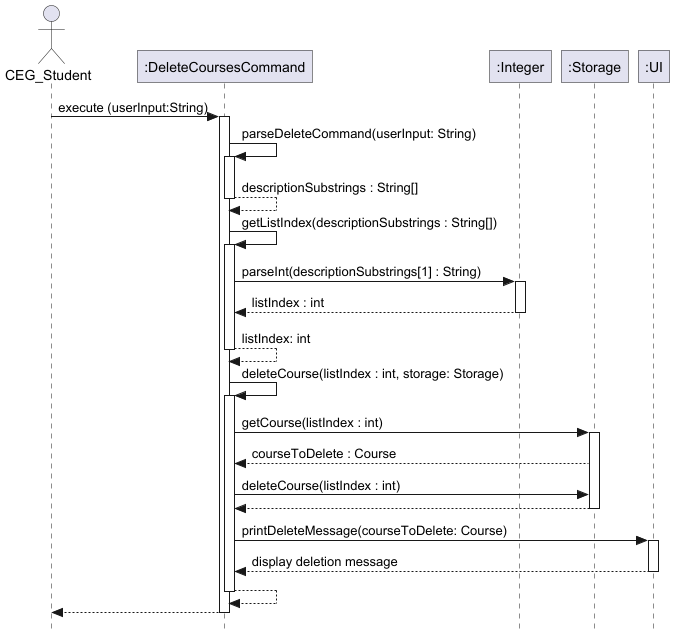 CEG_Student
:DeleteCoursesCommand
:Integer
:Storage
:UI
execute (userInput:String)
parseDeleteCommand(userInput: String)
descriptionSubstrings : String[]
getListIndex(descriptionSubstrings : String[])
parseInt(descriptionSubstrings[1] : String)
listIndex : int
listIndex: int
deleteCourse(listIndex : int, storage: Storage)
getCourse(listIndex : int)
courseToDelete : Course
deleteCourse(listIndex : int)
printDeleteMessage(courseToDelete: Course)
display deletion message